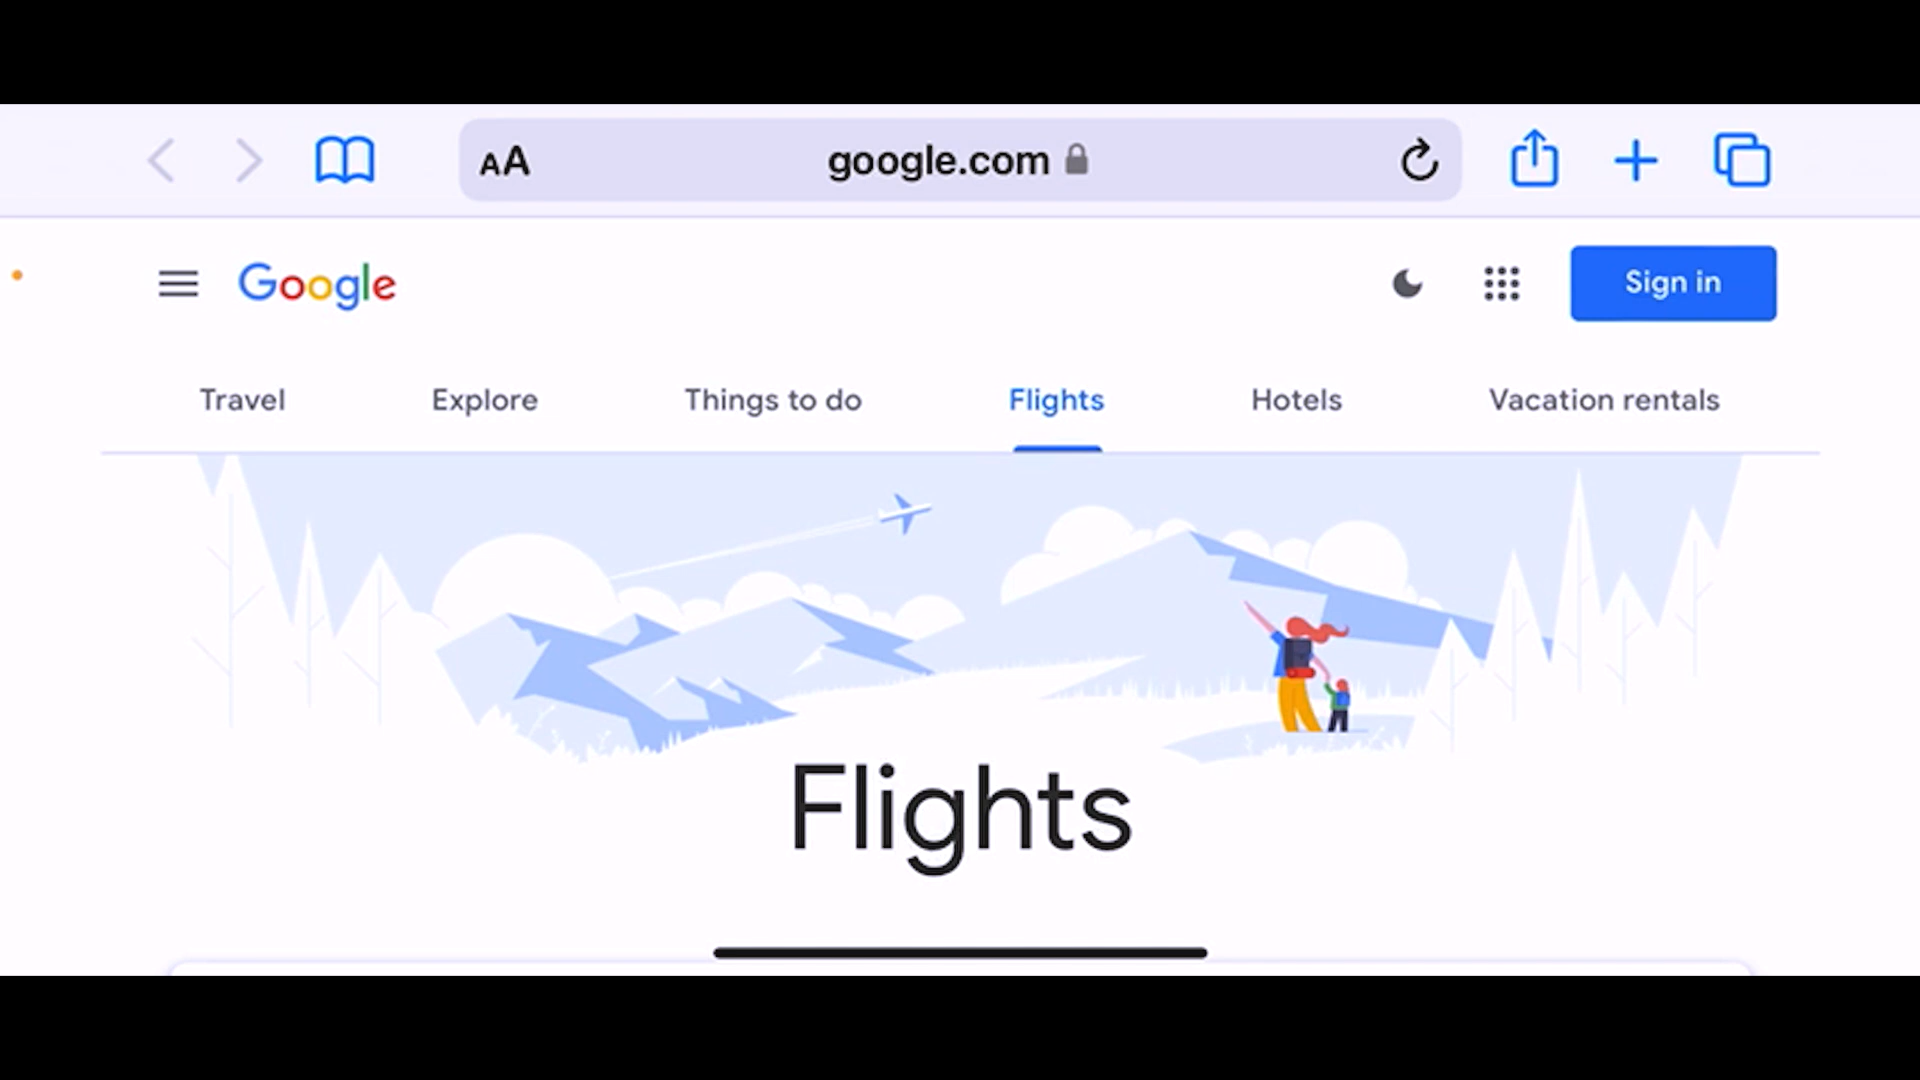 AA google.com
Google Sign in
Travel Explore Things to do Flights Hotels Vacation rentals
Flights